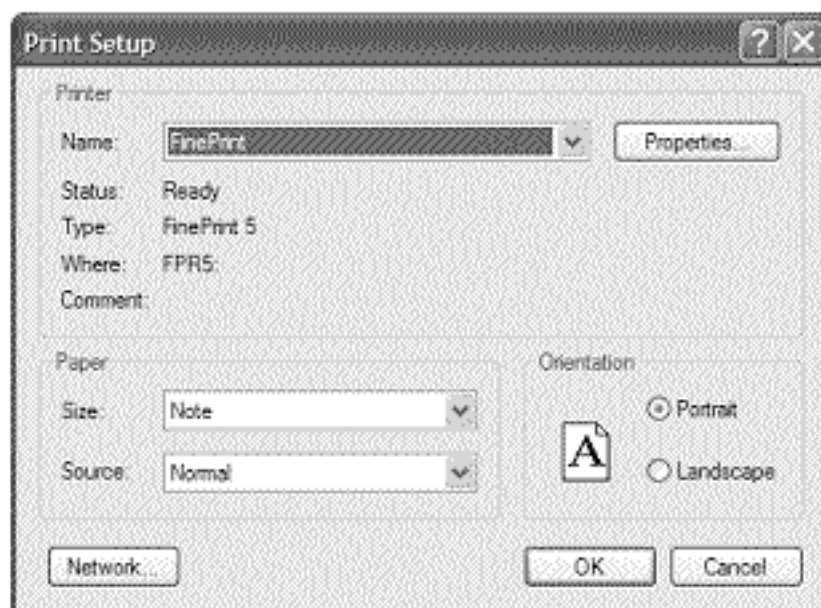 Print Setup
Printer
Name: FinePrint Properties...
Status: Ready
Type: FinePrint 5
Where: FPR5:
Comment:
Paper
Size: Note
Source: Normal
Orientation
A
Portrait
Landscape
Network... OK Cancel